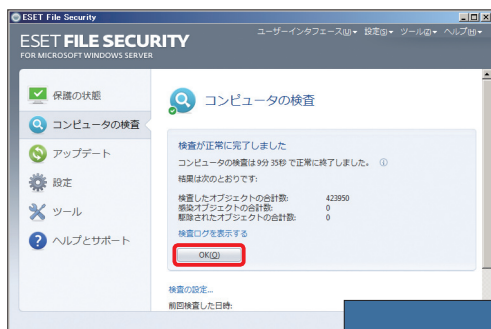 ESET File Security
ユーザーインタフェース(U)▾ 設定(S)▾ ツール(Z)▾ ヘルプ(H)▾
ESET FILE SECURITY
FOR MICROSOFT WINDOWS SERVER
保護の状態
コンピュータの検査
アップデート
設定
ツール
ヘルプとサポート
コンピュータの検査
検査が正常に完了しました
コンピュータの検査は9分 35秒 で正常に終了しました。
結果は次のとおりです:
検査したオブジェクトの合計数: 423950
感染オブジェクトの合計数: 0
駆除されたオブジェクトの合計数: 0
検査ログを表示する
OK(O)
検査の設定...
前回検査した日時: